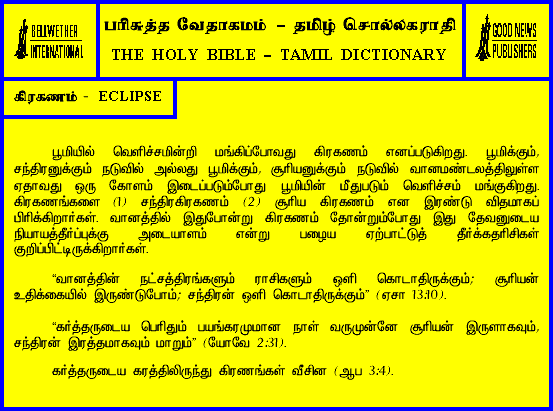 BELLWETHER
INTERNATIONAL
பரிசுத்த வேதாகமம் – தமிழ் சொல்லகராதி
THE HOLY BIBLE – TAMIL DICTIONARY
GOOD NEWS
PUBLISHERS
கிரகணம் - ECLIPSE
பூமியில் வெளிச்சமின்றி மங்கிப்போவது கிரகணம் எனப்படுகிறது. பூமிக்கும்,
சந்திரனுக்கும் நடுவில் அல்லது பூமிக்கும், சூரியனுக்கும் நடுவில் வானமண்டலத்திலுள்ள
ஏதாவது ஒரு கோளம் இடைப்படும்போது பூமியின் மீதுபடும் வெளிச்சம் மங்குகிறது.
கிரகணங்களை (1) சந்திரகிரகணம் (2) சூரிய கிரகணம் என இரண்டு விதமாகப்
பிரிக்கிறார்கள். வானத்தில் இதுபோன்று கிரகணம் தோன்றும்போது இது தேவனுடைய
நியாயத்தீர்ப்புக்கு அடையாளம் என்று பழைய ஏற்பாட்டுத் தீர்க்கதரிசிகள்
குறிப்பிட்டிருக்கிறார்கள்.
“வானத்தின் நட்சத்திரங்களும் ராசிகளும் ஒளி கொடாதிருக்கும்; சூரியன்
உதிக்கையில் இருண்டுபோம்; சந்திரன் ஒளி கொடாதிருக்கும்” (ஏசா 13:10).
“கர்த்தருடைய பெரிதும் பயங்கரமுமான நாள் வருமுன்னே சூரியன் இருளாகவும்,
சந்திரன் இரத்தமாகவும் மாறும்” (யோவே 2:31).
கர்த்தருடைய கரத்திலிருந்து கிரணங்கள் வீசின (ஆப 3:4).